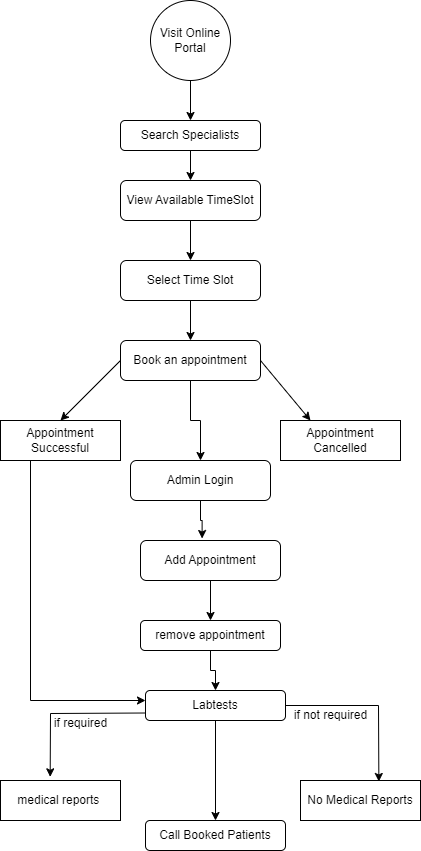 Visit Online
Portal
Search Specialists
View Available TimeSlot
Select Time Slot
Book an appointment
Appointment
Successful
Appointment
Cancelled
Admin Login
Add Appointment
remove appointment
Labtests
if required
if not required
medical reports
No Medical Reports
Call Booked Patients